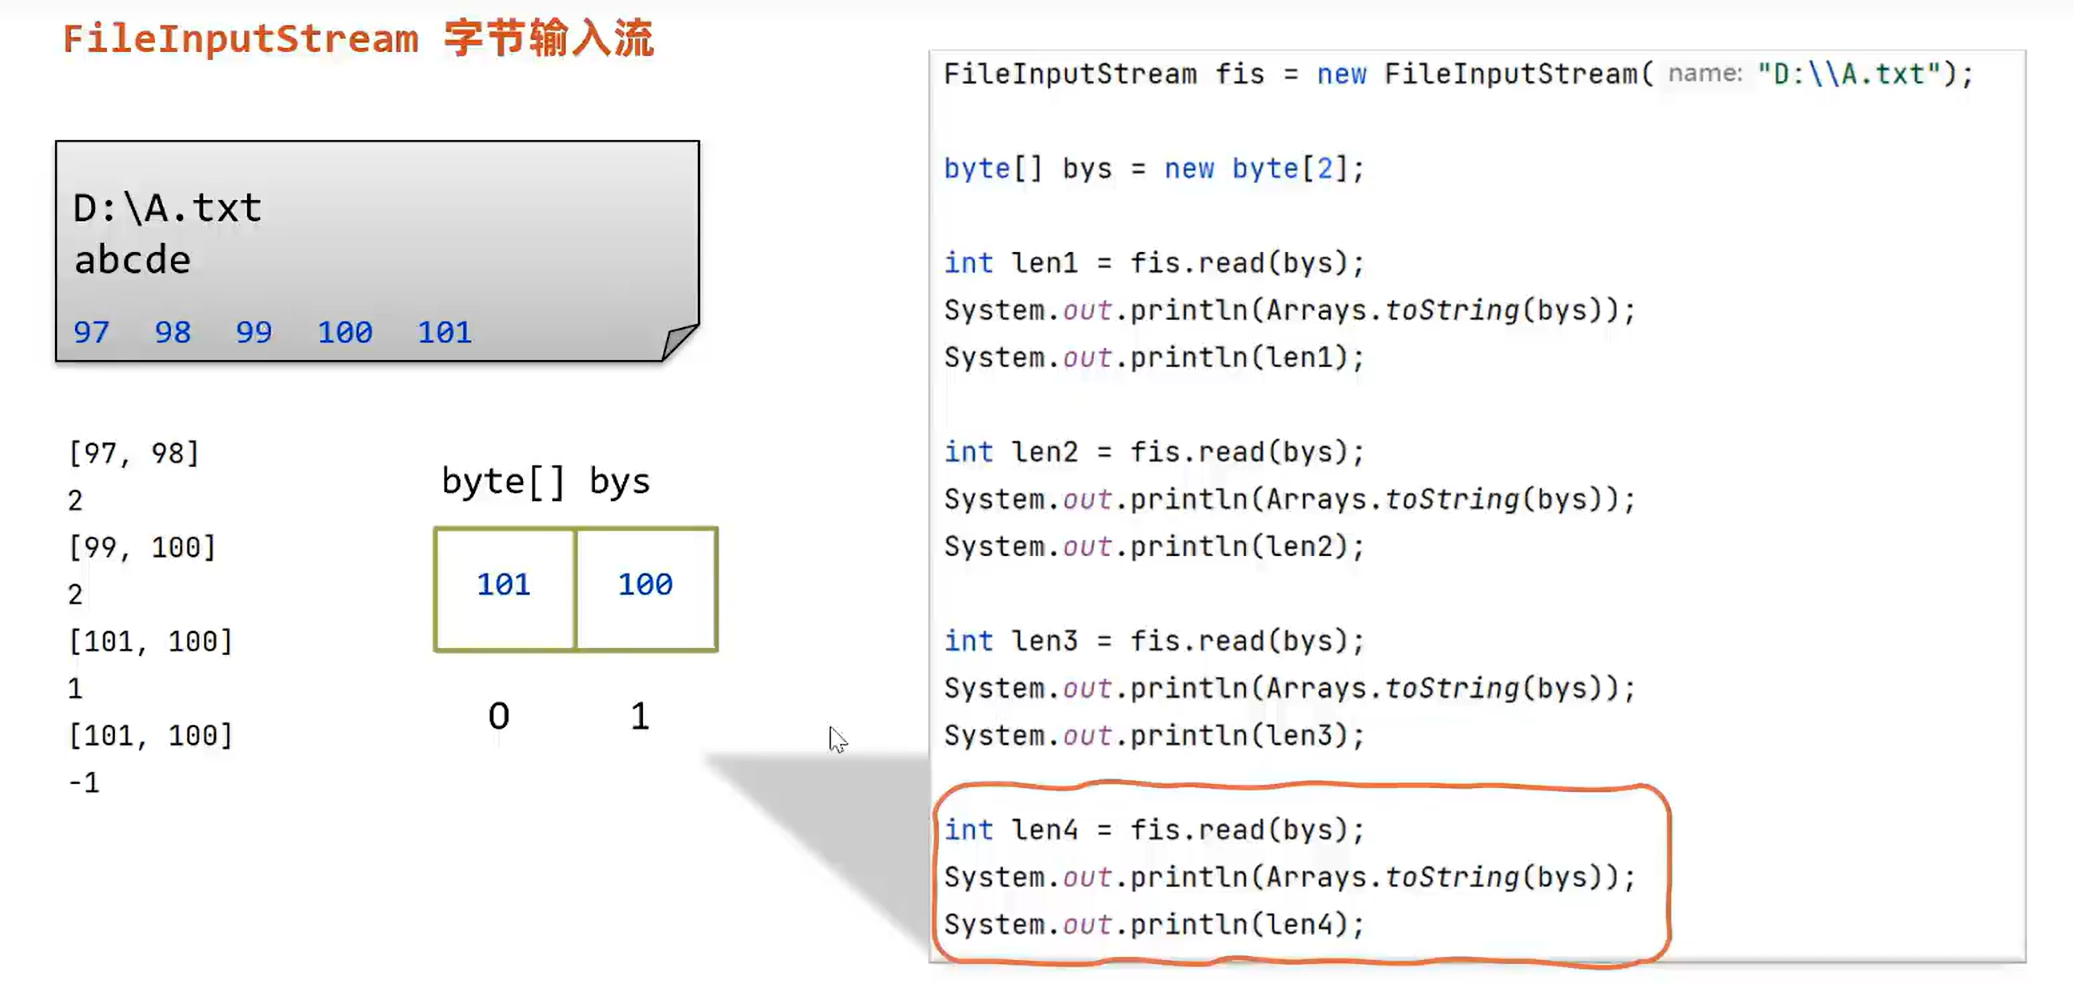 FileInputStream 字节输入流
D:\A.txt
abcde
97 98 99 100 101
[97, 98]
2
[99, 100]
2
[101, 100]
1
[101, 100]
-1
byte[] bys
101 100
0 1
FileInputStream fis = new FileInputStream( name: "D:\\A.txt");
byte[] bys = new byte[2];
int len1 = fis.read(bys);
System.out.println(Arrays.toString(bys));
System.out.println(len1);
int len2 = fis.read(bys);
System.out.println(Arrays.toString(bys));
System.out.println(len2);
int len3 = fis.read(bys);
System.out.println(Arrays.toString(bys));
System.out.println(len3);
int len4 = fis.read(bys);
System.out.println(Arrays.toString(bys));
System.out.println(len4);